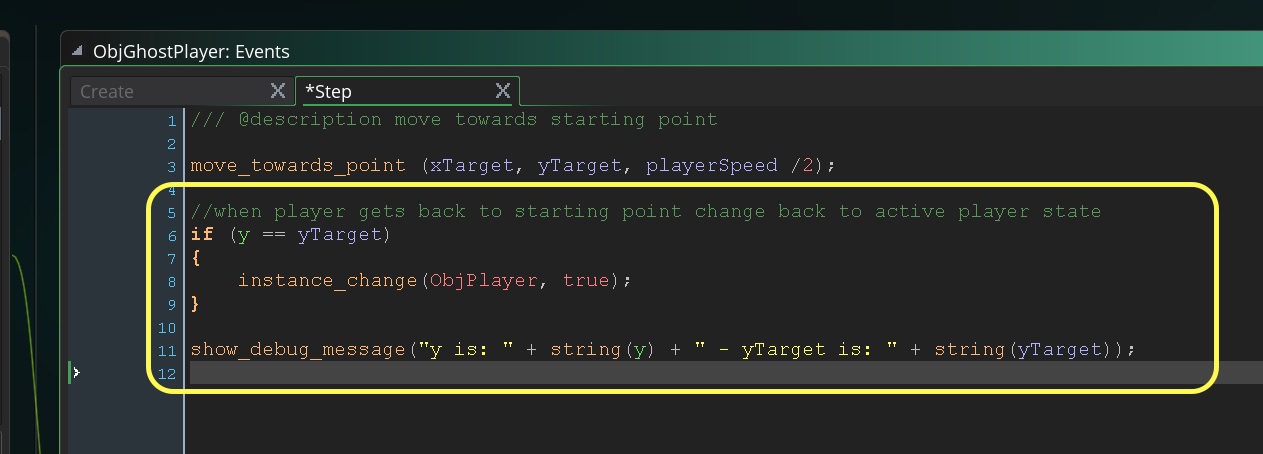 ObjGhostPlayer: Events
Create X *Step X
1 /// @description move towards starting point
2
3 move_towards_point (xTarget, yTarget, playerSpeed /2);
4
5 //when player gets back to starting point change back to active player state
6 if (y == yTarget)
7 {
8 instance_change(ObjPlayer, true);
9 }
10
11 show_debug_message("y is: " + string(y) + " - yTarget is: " + string(yTarget));
12